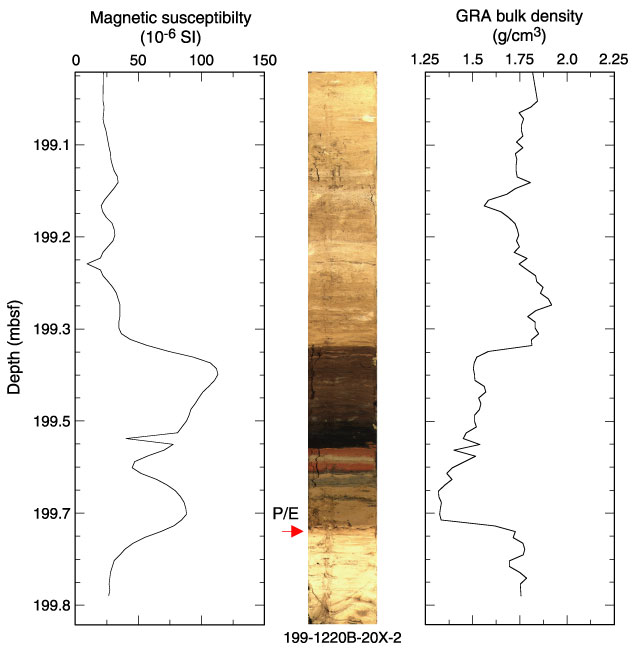 Magnetic susceptibilty
(10-6 SI)
0 50 100 150
GRA bulk density
(g/cm3)
1.25 1.5 1.75 2.0 2.25
Depth (mbsf)
199.1
199.2
199.3
199.5
199.7
199.8
P/E
199-1220B-20X-2